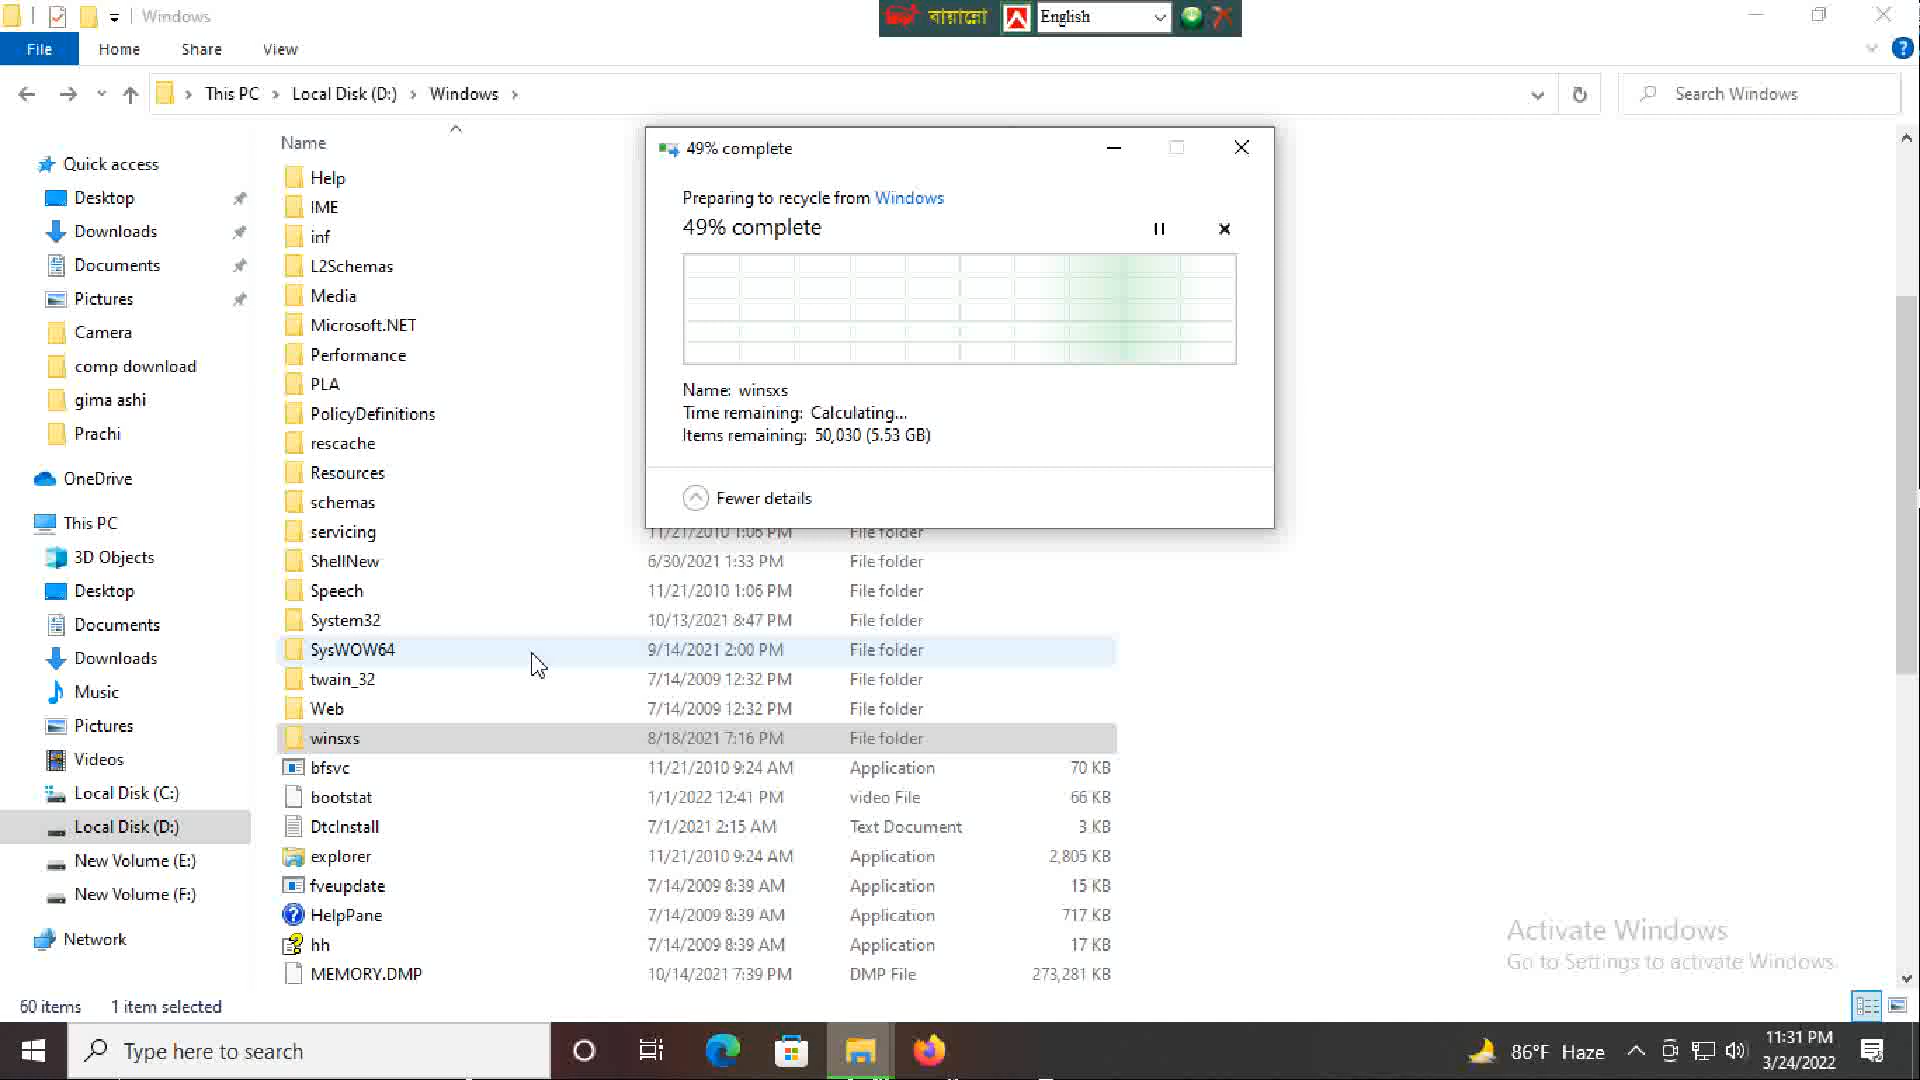 Windows
বায়ান্নো
English
File
Home
Share
View
This PC
Local Disk (D:)
Windows
Search Windows
Quick access
Desktop
Downloads
Documents
Pictures
Camera
comp download
gima ashi
Prachi
OneDrive
This PC
3D Objects
Desktop
Documents
Downloads
Music
Pictures
Videos
Local Disk (C:)
Local Disk (D:)
New Volume (E:)
New Volume (F:)
Network
Name
Help
IME
inf
L2Schemas
Media
Microsoft.NET
Performance
PLA
PolicyDefinitions
rescache
Resources
schemas
servicing 11/21/2010 1:06 PM File folder
ShellNew 6/30/2021 1:33 PM File folder
Speech 11/21/2010 1:06 PM File folder
System32 10/13/2021 8:47 PM File folder
SysWOW64 9/14/2021 2:00 PM File folder
twain_32 7/14/2009 12:32 PM File folder
Web 7/14/2009 12:32 PM File folder
winsxs 8/18/2021 7:16 PM File folder
bfsvc 11/21/2010 9:24 AM Application 70 KB
bootstat 1/1/2022 12:41 PM video File 66 KB
DtcInstall 7/1/2021 2:15 AM Text Document 3 KB
explorer 11/21/2010 9:24 AM Application 2,805 KB
fveupdate 7/14/2009 8:39 AM Application 15 KB
HelpPane 7/14/2009 8:39 AM Application 717 KB
hh 7/14/2009 8:39 AM Application 17 KB
MEMORY.DMP 10/14/2021 7:39 PM DMP File 273,281 KB
49% complete
Preparing to recycle from Windows
49% complete
Name: winsxs
Time remaining: Calculating...
Items remaining: 50,030 (5.53 GB)
Fewer details
Activate Windows
Go to Settings to activate Windows.
60 items 1 item selected
Type here to search
86°F Haze
11:31 PM
3/24/2022